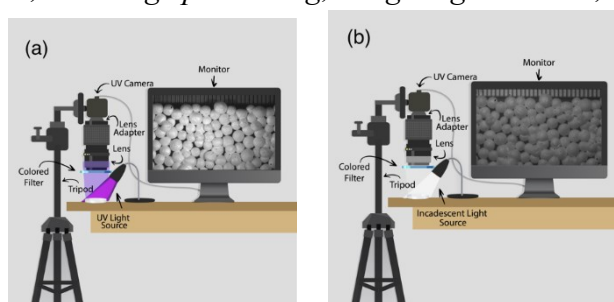 (a)
Monitor
UV Camera
Lens
Adapter
Lens
Colored
Filter
Tripod
UV Light
Source
(b)
Monitor
UV Camera
Lens
Adapter
Lens
Colored
Filter
Tripod
Incadescent Light
Source